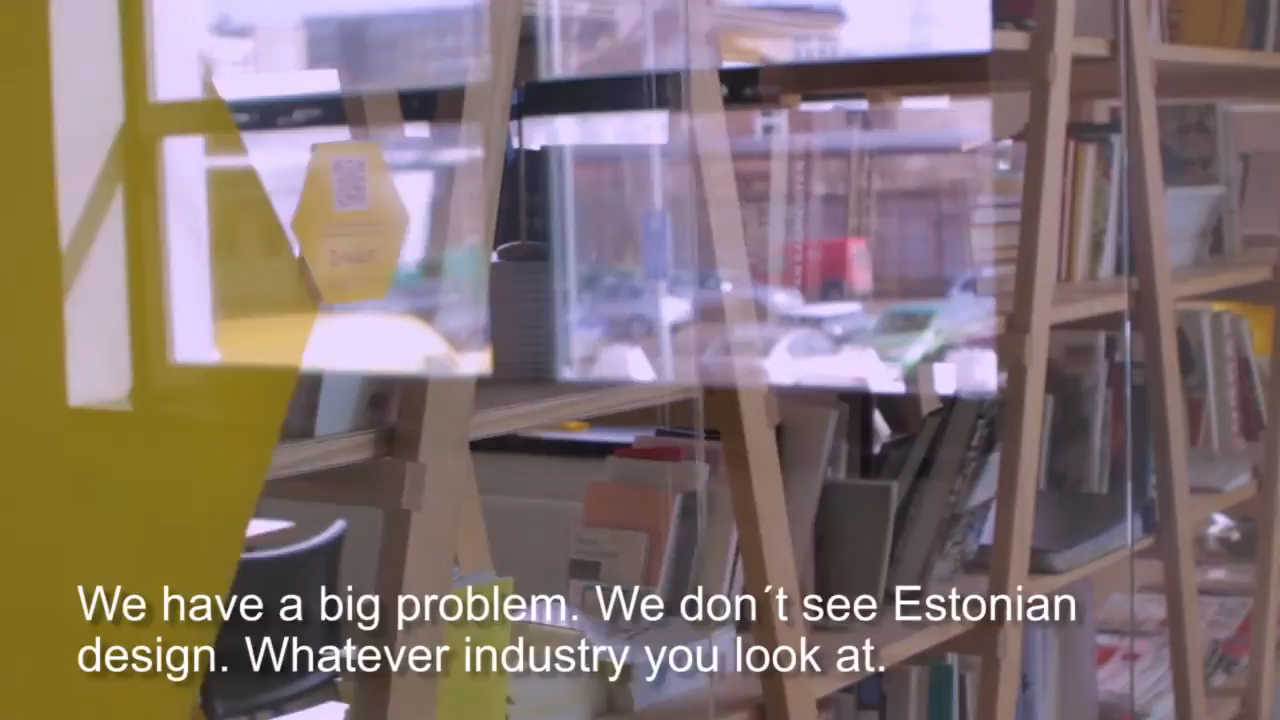 We have a big problem. We don´t see Estonian
design. Whatever industry you look at.